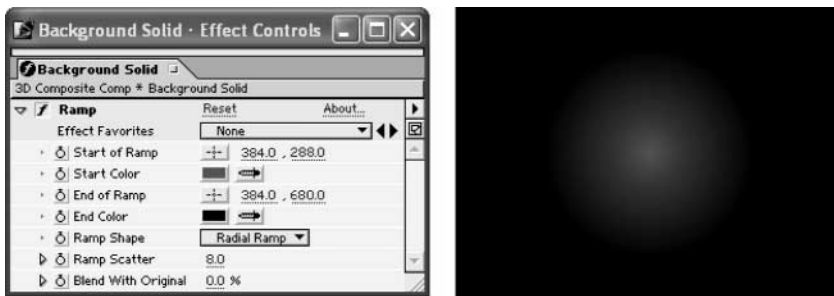 Background Solid · Effect Controls
Background Solid
3D Composite Comp * Background Solid
Ramp Reset About...
Effect Favorites None
Start of Ramp 384.0 , 288.0
Start Color
End of Ramp 384.0 , 680.0
End Color
Ramp Shape Radial Ramp
Ramp Scatter 8.0
Blend With Original 0.0 %